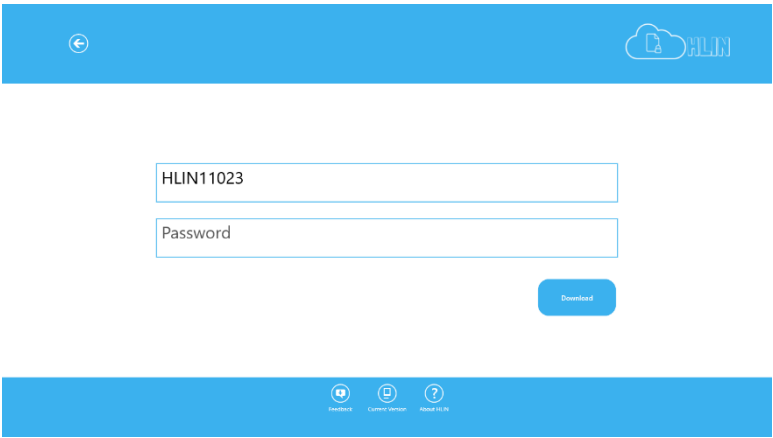 HLIN
HLIN11023
Password
Download
Feedback
Current Version
About HLIN